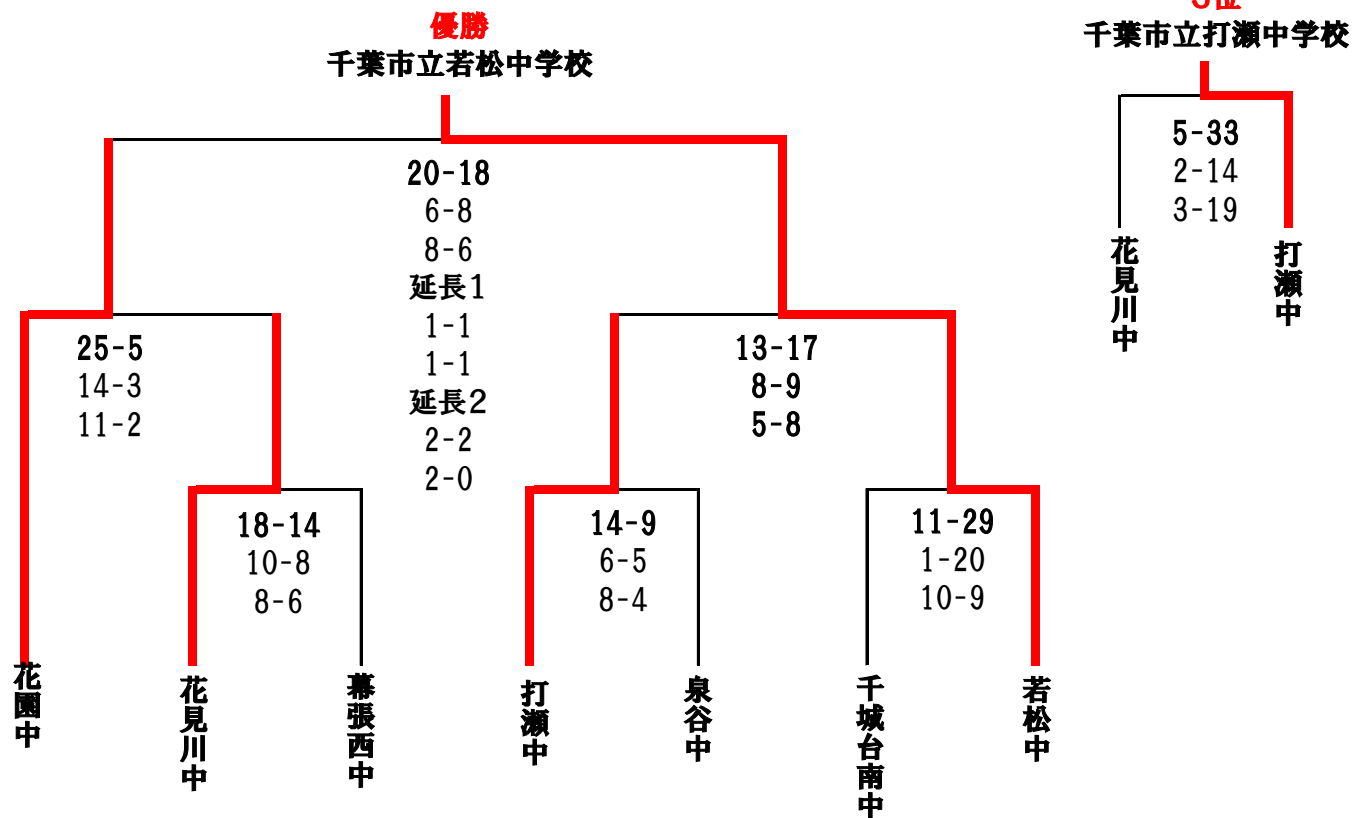 優勝
千葉市立若松中学校
3位
千葉市立打瀬中学校
5-33
2-14
3-19
花見川中
打瀬中
20-18
6-8
8-6
延長1
1-1
1-1
延長2
2-2
2-0
25-5
14-3
11-2
13-17
8-9
5-8
18-14
10-8
8-6
14-9
6-5
8-4
11-29
1-20
10-9
花園中
花見川中
幕張西中
打瀬中
泉谷中
千城台南中
若松中